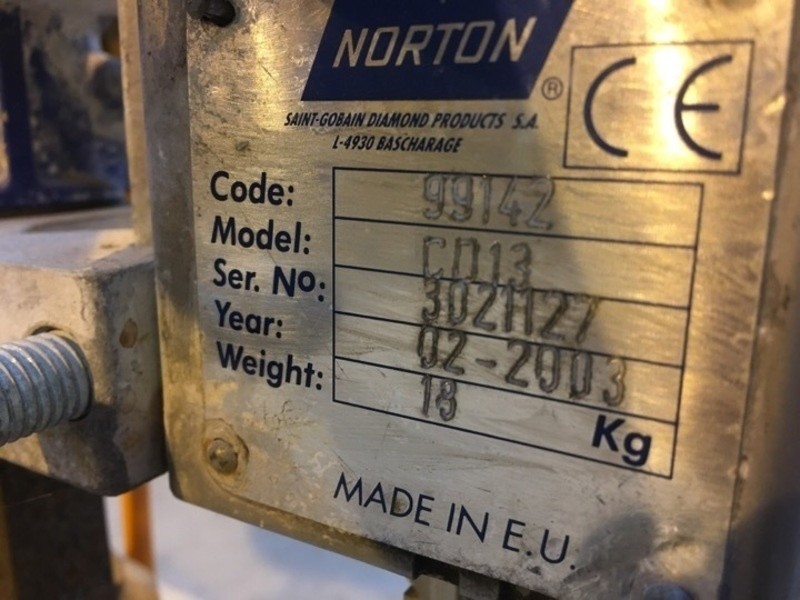 NORTON
®
CE
SAINT-GOBAIN DIAMOND PRODUCTS S.A.
L-4930 BASCHARAGE
Code: 99142
Model: CD13
Ser. No: 3021127
Year: 02-2003
Weight: 18 Kg
MADE IN E.U.